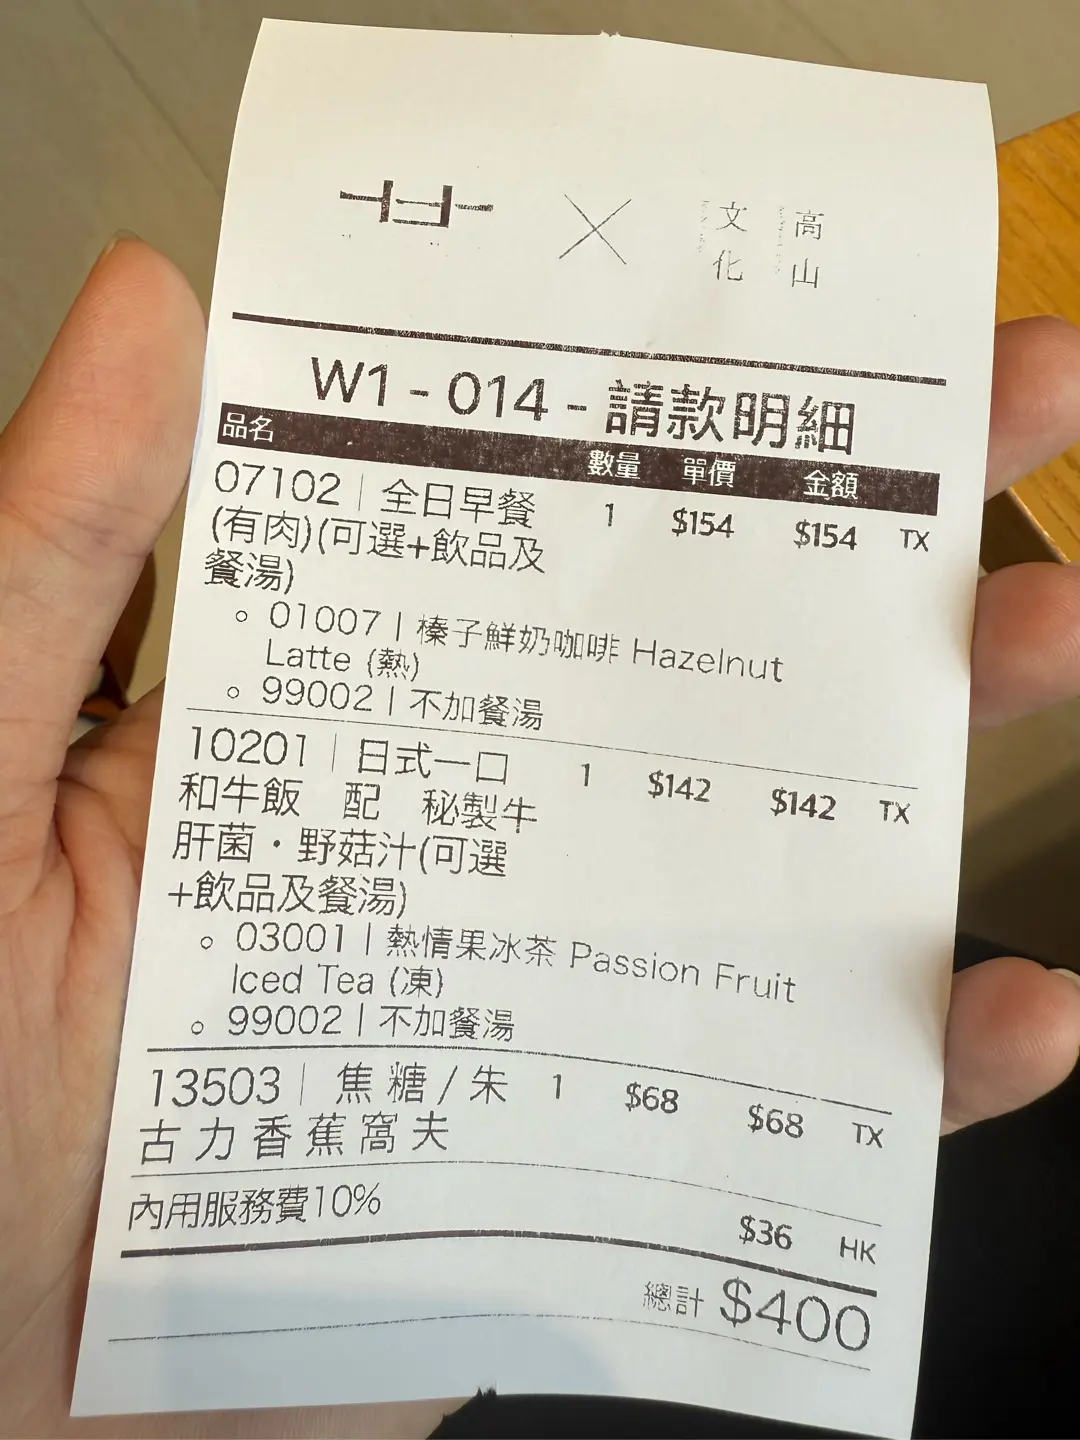 高山
文化
W1 - 014 - 請款明細
品名 數量 單價 金額
07102 | 全日早餐 1 $154 $154 TX
(有肉)(可選+飲品及
餐湯)
01007 | 榛子鮮奶咖啡 Hazelnut
Latte (熱)
99002 | 不加餐湯
10201 | 日式一口 1 $142 $142 TX
和牛飯 配 秘製牛
肝菌・野菇汁(可選
+飲品及餐湯)
03001 | 熱情果冰茶 Passion Fruit
Iced Tea (凍)
99002 | 不加餐湯
13503 | 焦糖/朱 1 $68 $68 TX
古力香蕉窩夫
內用服務費10% $36 HK
總計 $400